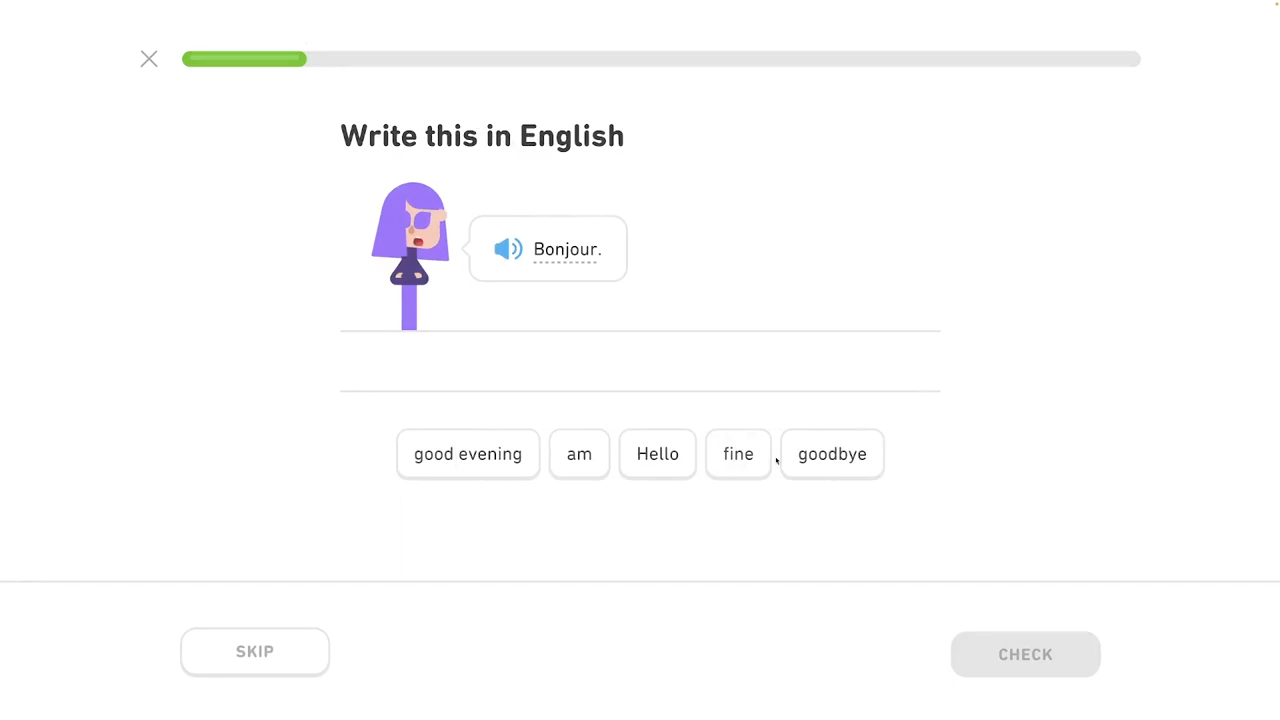 Write this in English
Bonjour.
good evening am Hello fine goodbye
SKIP CHECK